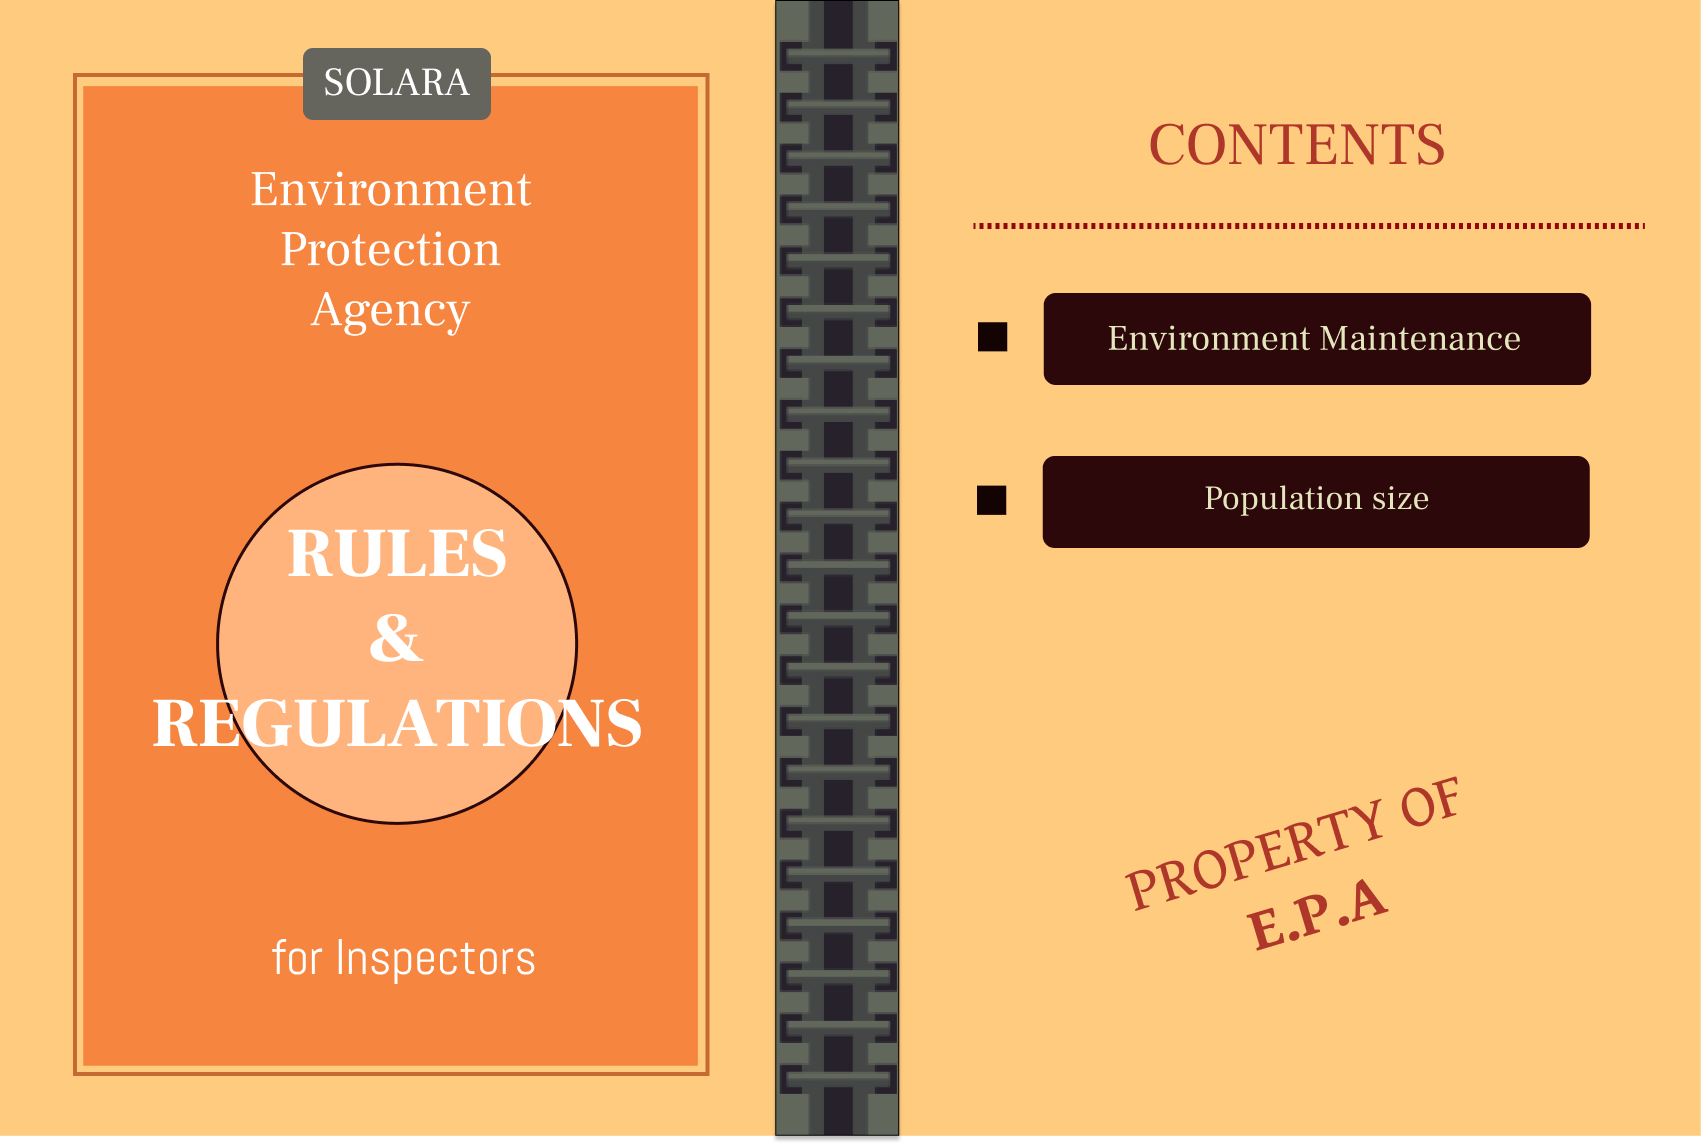 SOLARA
Environment
Protection
Agency
RULES
&
REGULATIONS
for Inspectors
CONTENTS
Environment Maintenance
Population size
PROPERTY OF
E.P.A